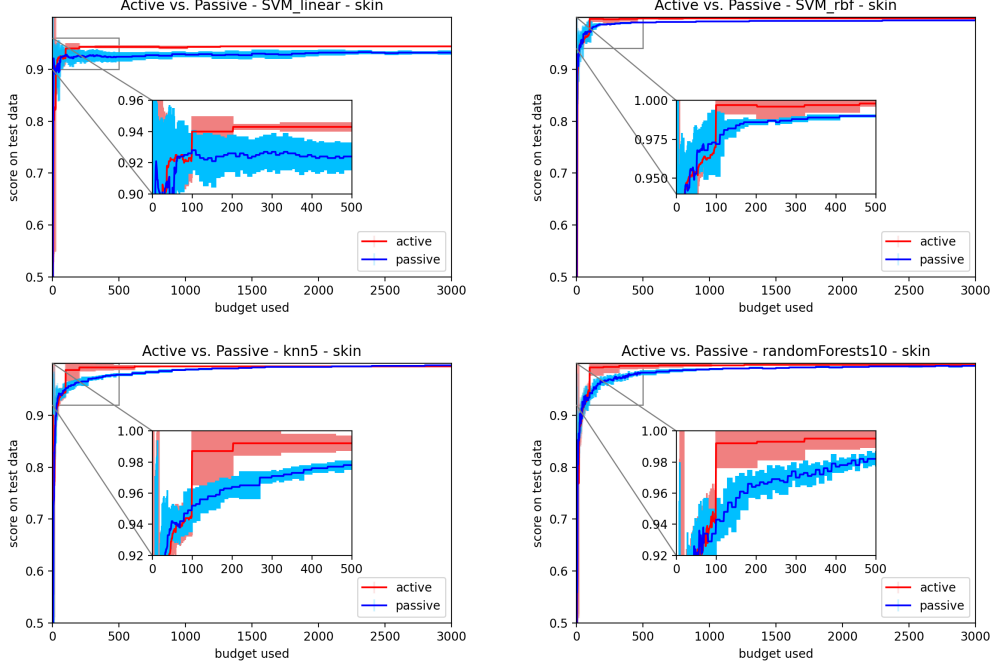 Active vs. Passive - SVM_linear - skin
score on test data
0.9
0.8
0.7
0.6
0.5
0 500 1000 1500 2000 2500 3000
budget used
0.96
0.94
0.92
0.90
0 100 200 300 400 500
active
passive
Active vs. Passive - SVM_rbf - skin
score on test data
0.9
0.8
0.7
0.6
0.5
0 500 1000 1500 2000 2500 3000
budget used
1.000
0.975
0.950
0 100 200 300 400 500
active
passive
Active vs. Passive - knn5 - skin
score on test data
0.9
0.8
0.7
0.6
0.5
0 500 1000 1500 2000 2500 3000
budget used
1.00
0.98
0.96
0.94
0.92
0 100 200 300 400 500
active
passive
Active vs. Passive - randomForests10 - skin
score on test data
0.9
0.8
0.7
0.6
0.5
0 500 1000 1500 2000 2500 3000
budget used
1.00
0.98
0.96
0.94
0.92
0 100 200 300 400 500
active
passive